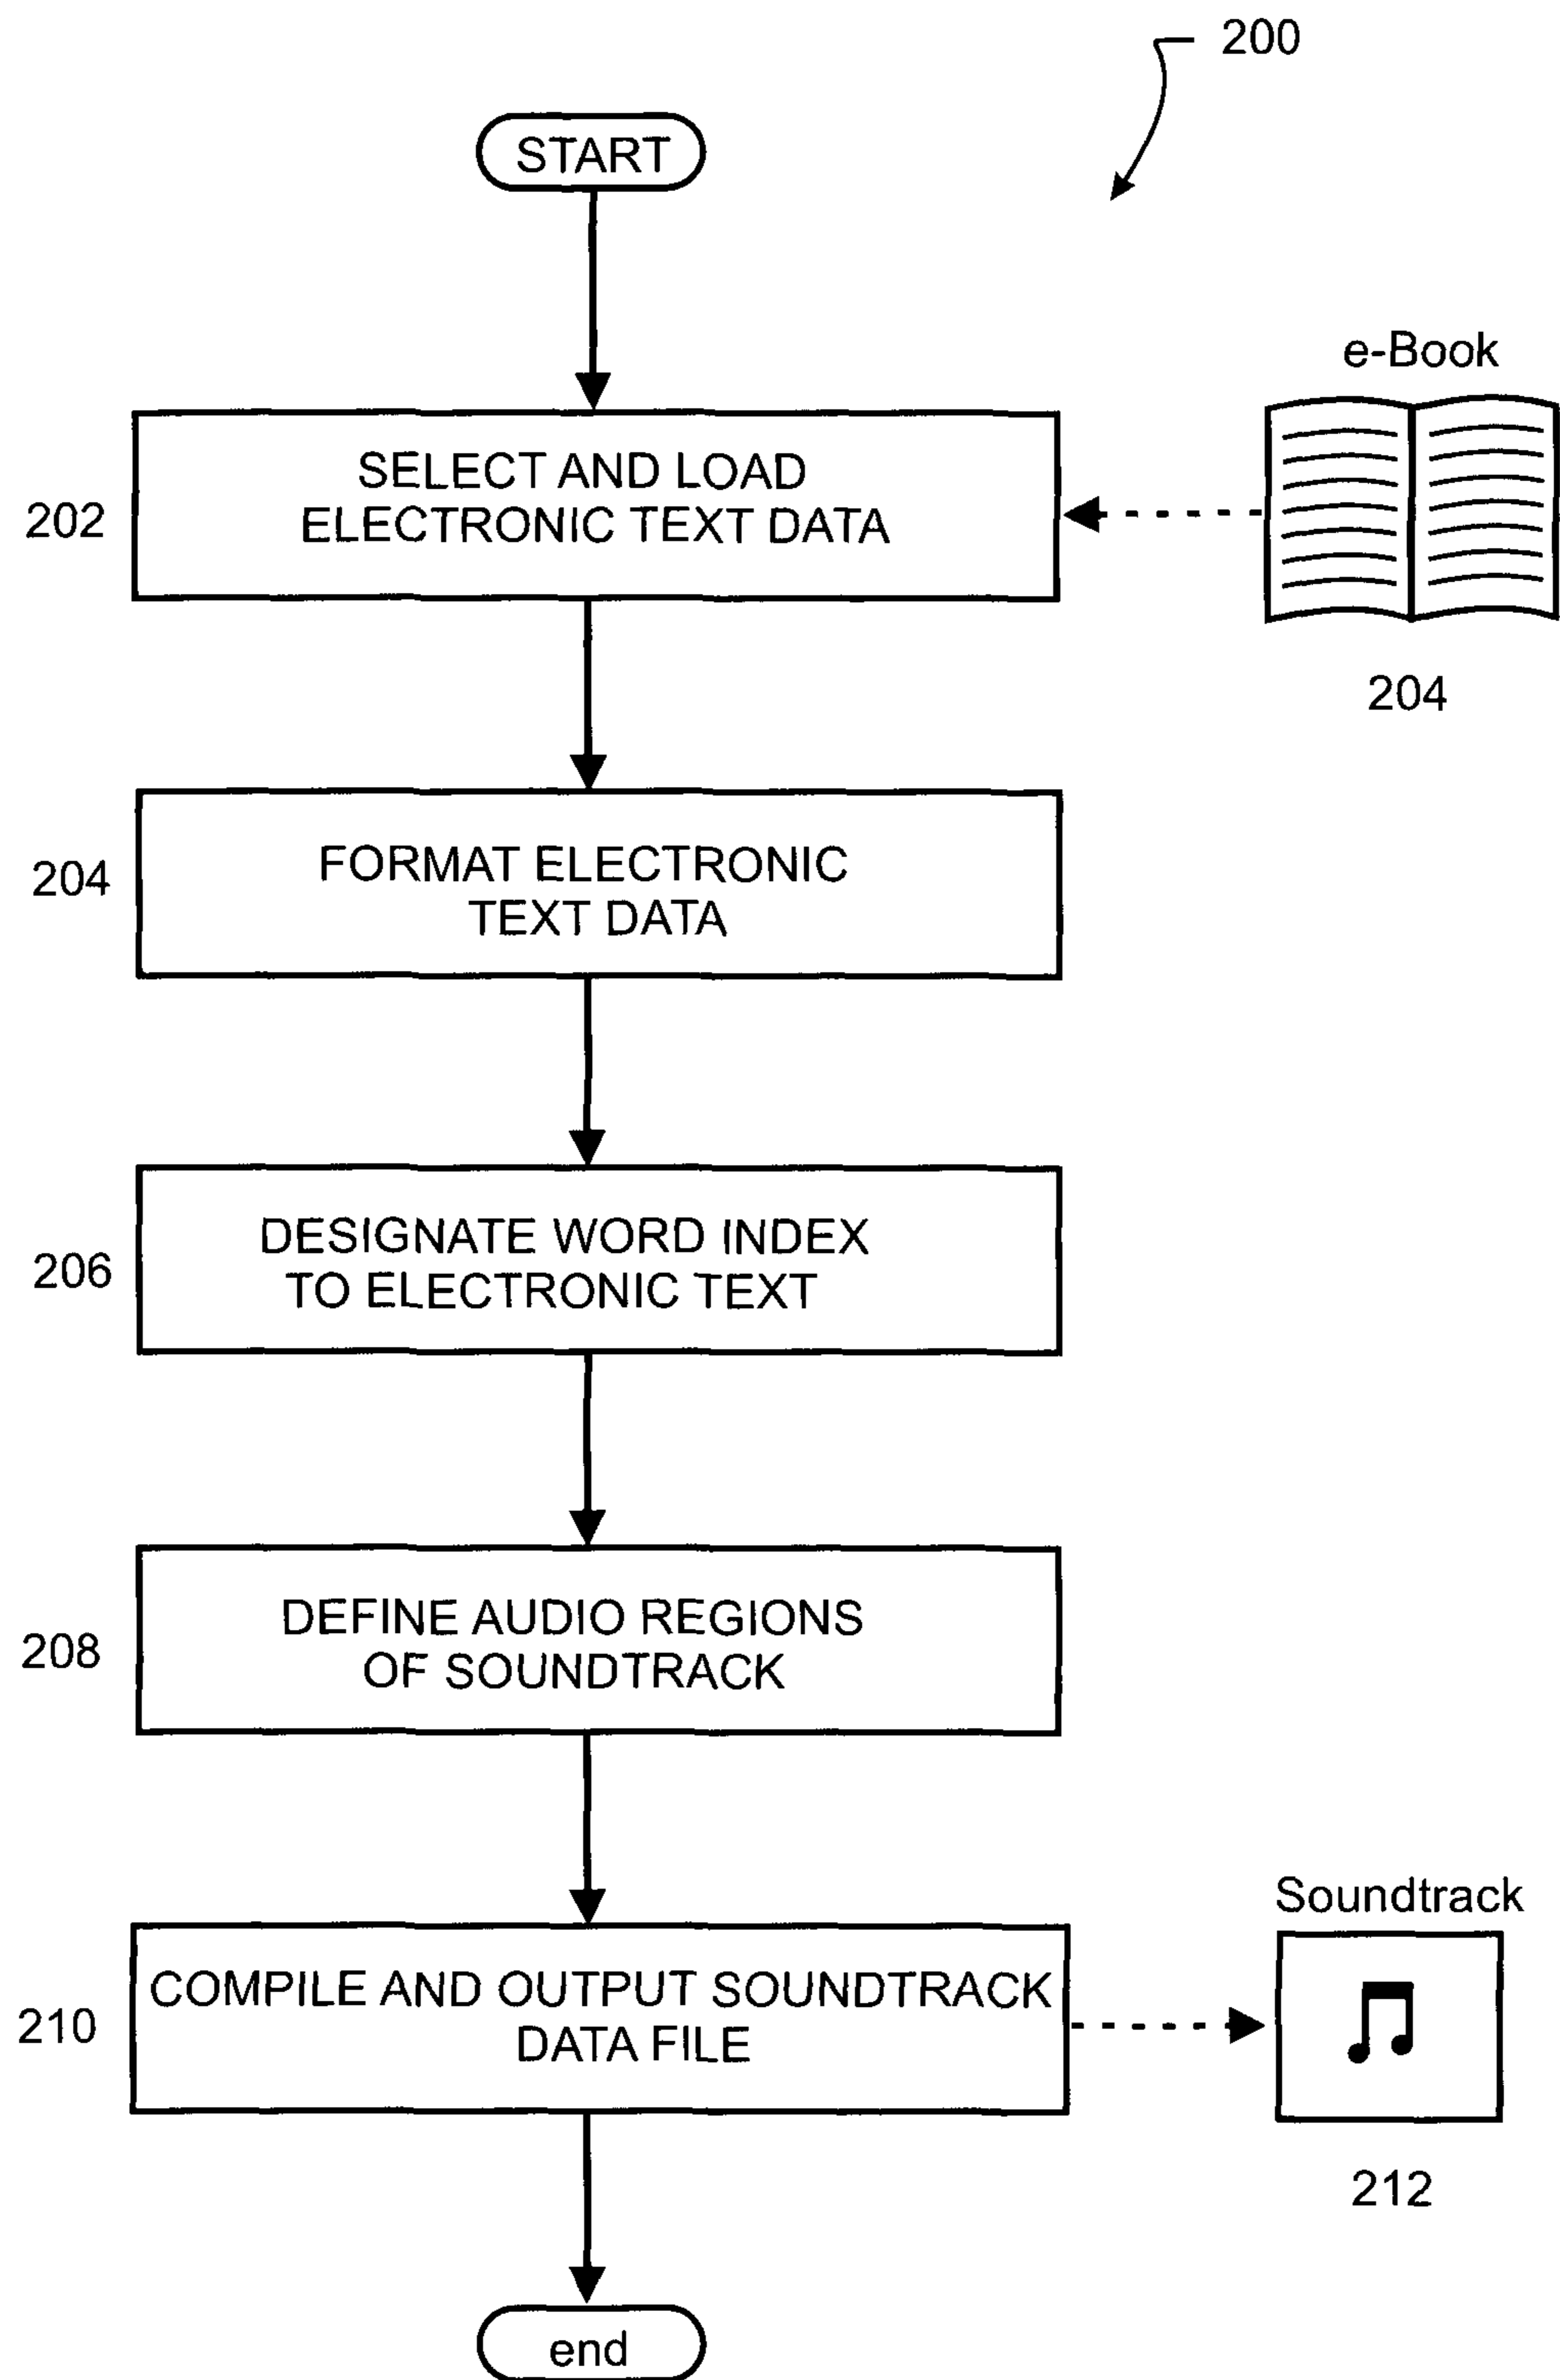 200
START
e-Book
SELECT AND LOAD
ELECTRONIC TEXT DATA
202
204
FORMAT ELECTRONIC
TEXT DATA
204
DESIGNATE WORD INDEX
TO ELECTRONIC TEXT
206
DEFINE AUDIO REGIONS
OF SOUNDTRACK
208
Soundtrack
COMPILE AND OUTPUT SOUNDTRACK
DATA FILE
210
212
end